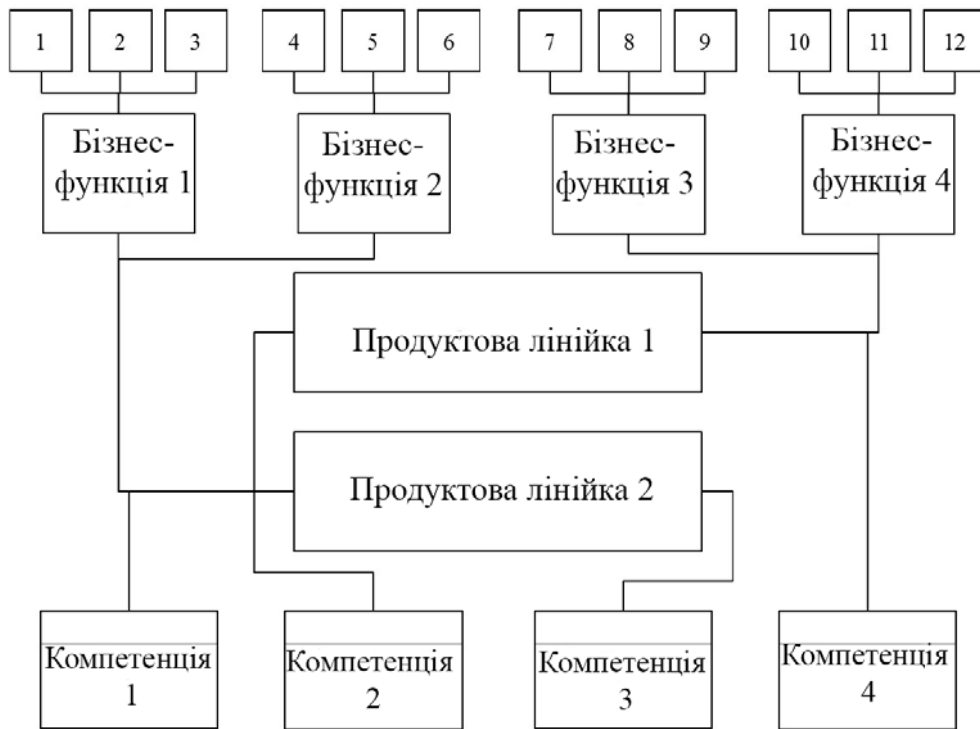 1
2
3
4
5
6
7
8
9
10
11
12
Бізнес-
функція 1
Бізнес-
функція 2
Бізнес-
функція 3
Бізнес-
функція 4
Продуктова лінійка 1
Продуктова лінійка 2
Компетенція
1
Компетенція
2
Компетенція
3
Компетенція
4